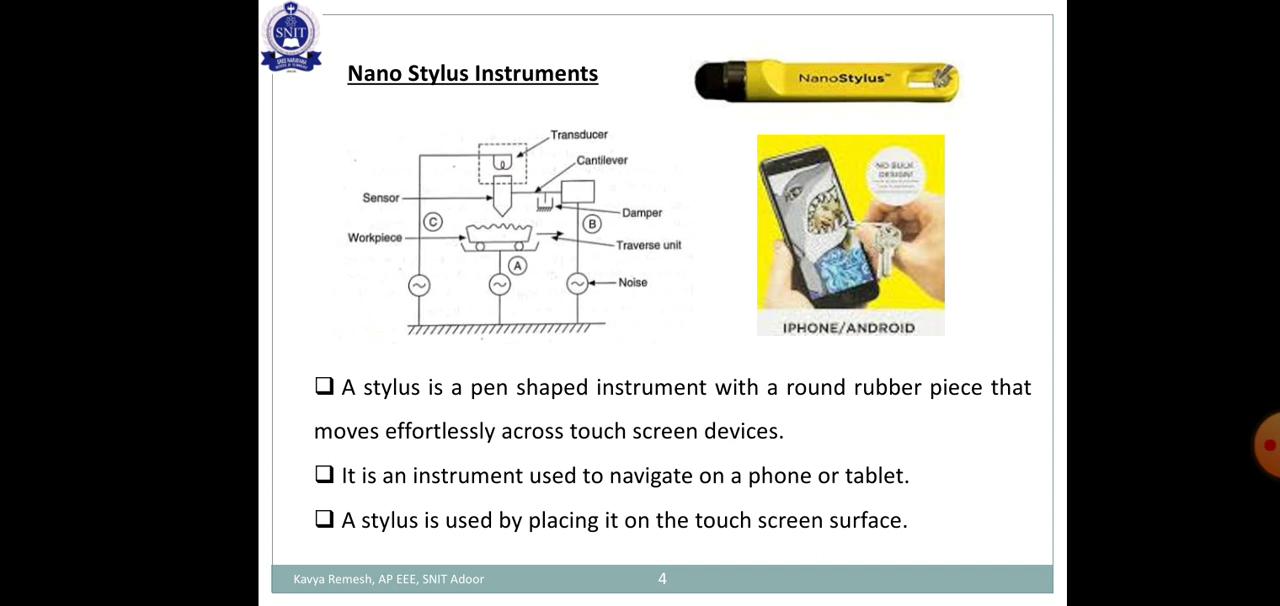 SNIT
Nano Stylus Instruments
NanoStylus™
Transducer
Cantilever
Sensor
C
Damper
B
Workpiece
Traverse unit
A
Noise
NO BULK
DESIGN!
IPHONE/ANDROID
❑ A stylus is a pen shaped instrument with a round rubber piece that
moves effortlessly across touch screen devices.
❑ It is an instrument used to navigate on a phone or tablet.
❑ A stylus is used by placing it on the touch screen surface.
Kavya Remesh, AP EEE, SNIT Adoor
4